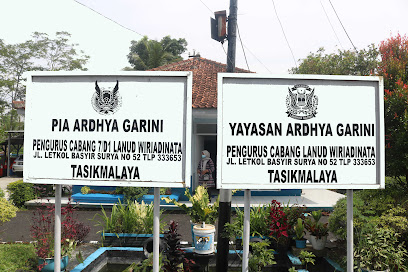 PIA ARDHYA GARINI
PENGURUS CABANG 7/D1 LANUD WIRIADINATA
JL. LETKOL BASYIR SURYA NO 52 TLP 333653
TASIKMALAYA
YAYASAN ARDHYA GARINI
PENGURUS CABANG LANUD WIRIADINATA
JL. LETKOL BASYIR SURYA NO 52 TLP 333653
TASIKMALAYA